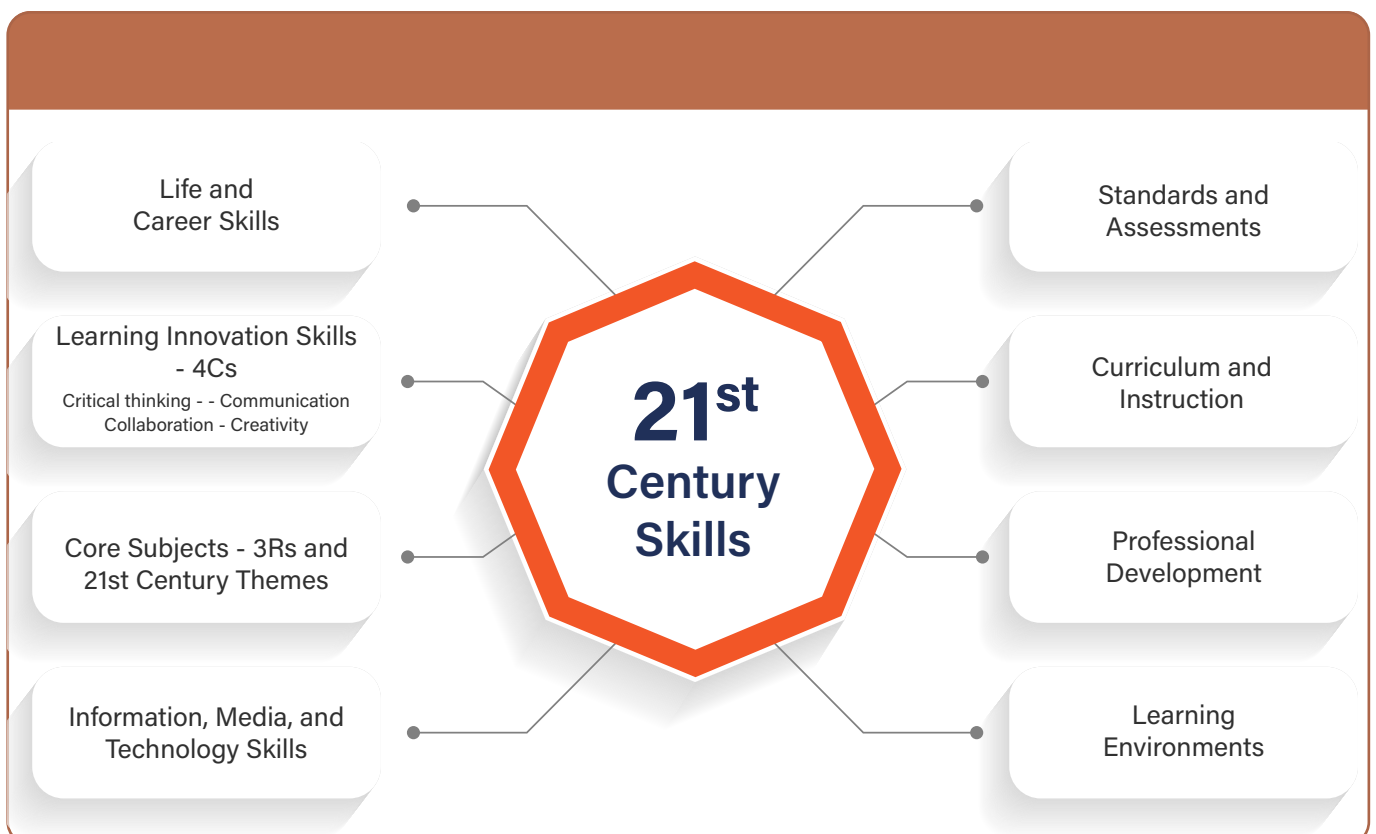 Life and
Career Skills
Learning Innovation Skills
- 4Cs
Critical thinking - - Communication
Collaboration - Creativity
Core Subjects - 3Rs and
21st Century Themes
Information, Media, and
Technology Skills
21st
Century
Skills
Standards and
Assessments
Curriculum and
Instruction
Professional
Development
Learning
Environments